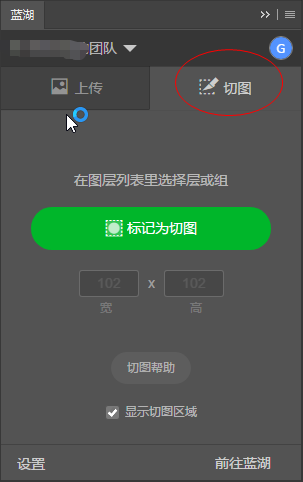 蓝湖
团队
G
上传
切图
在图层列表里选择层或组
标记为切图
102 x 102
宽 高
切图帮助
显示切图区域
设置 前往蓝湖